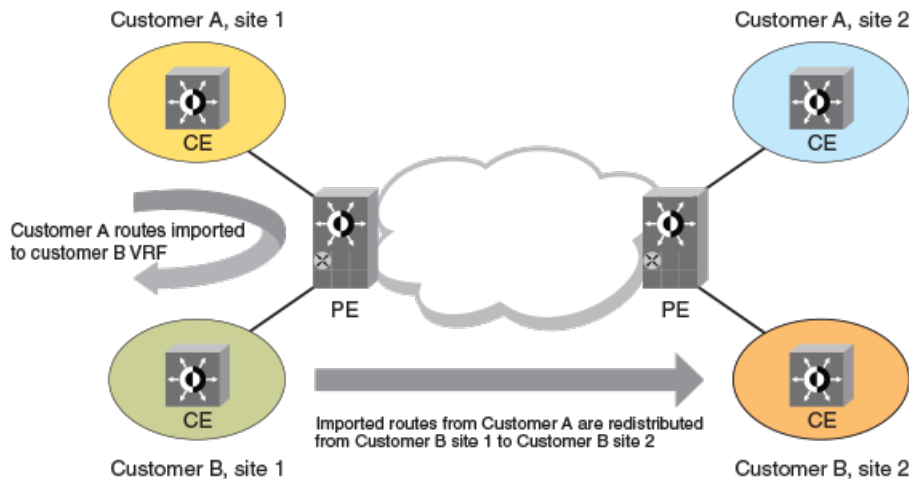 Customer A, site 1
Customer A, site 2
CE
CE
Customer A routes imported
to customer B VRF
PE
PE
CE
CE
Imported routes from Customer A are redistributed
from Customer B site 1 to Customer B site 2
Customer B, site 1
Customer B, site 2